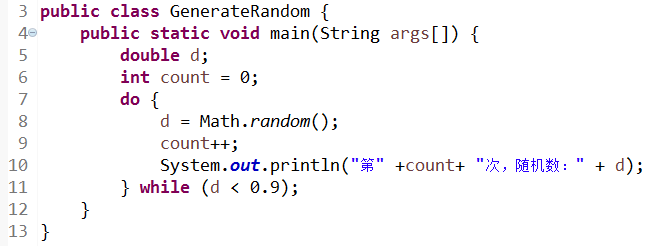 3 public class GenerateRandom {
4 public static void main(String args[]) {
5 double d;
6 int count = 0;
7 do {
8 d = Math.random();
9 count++;
10 System.out.println("第" +count+ "次，随机数：" + d);
11 } while (d < 0.9);
12 }
13 }